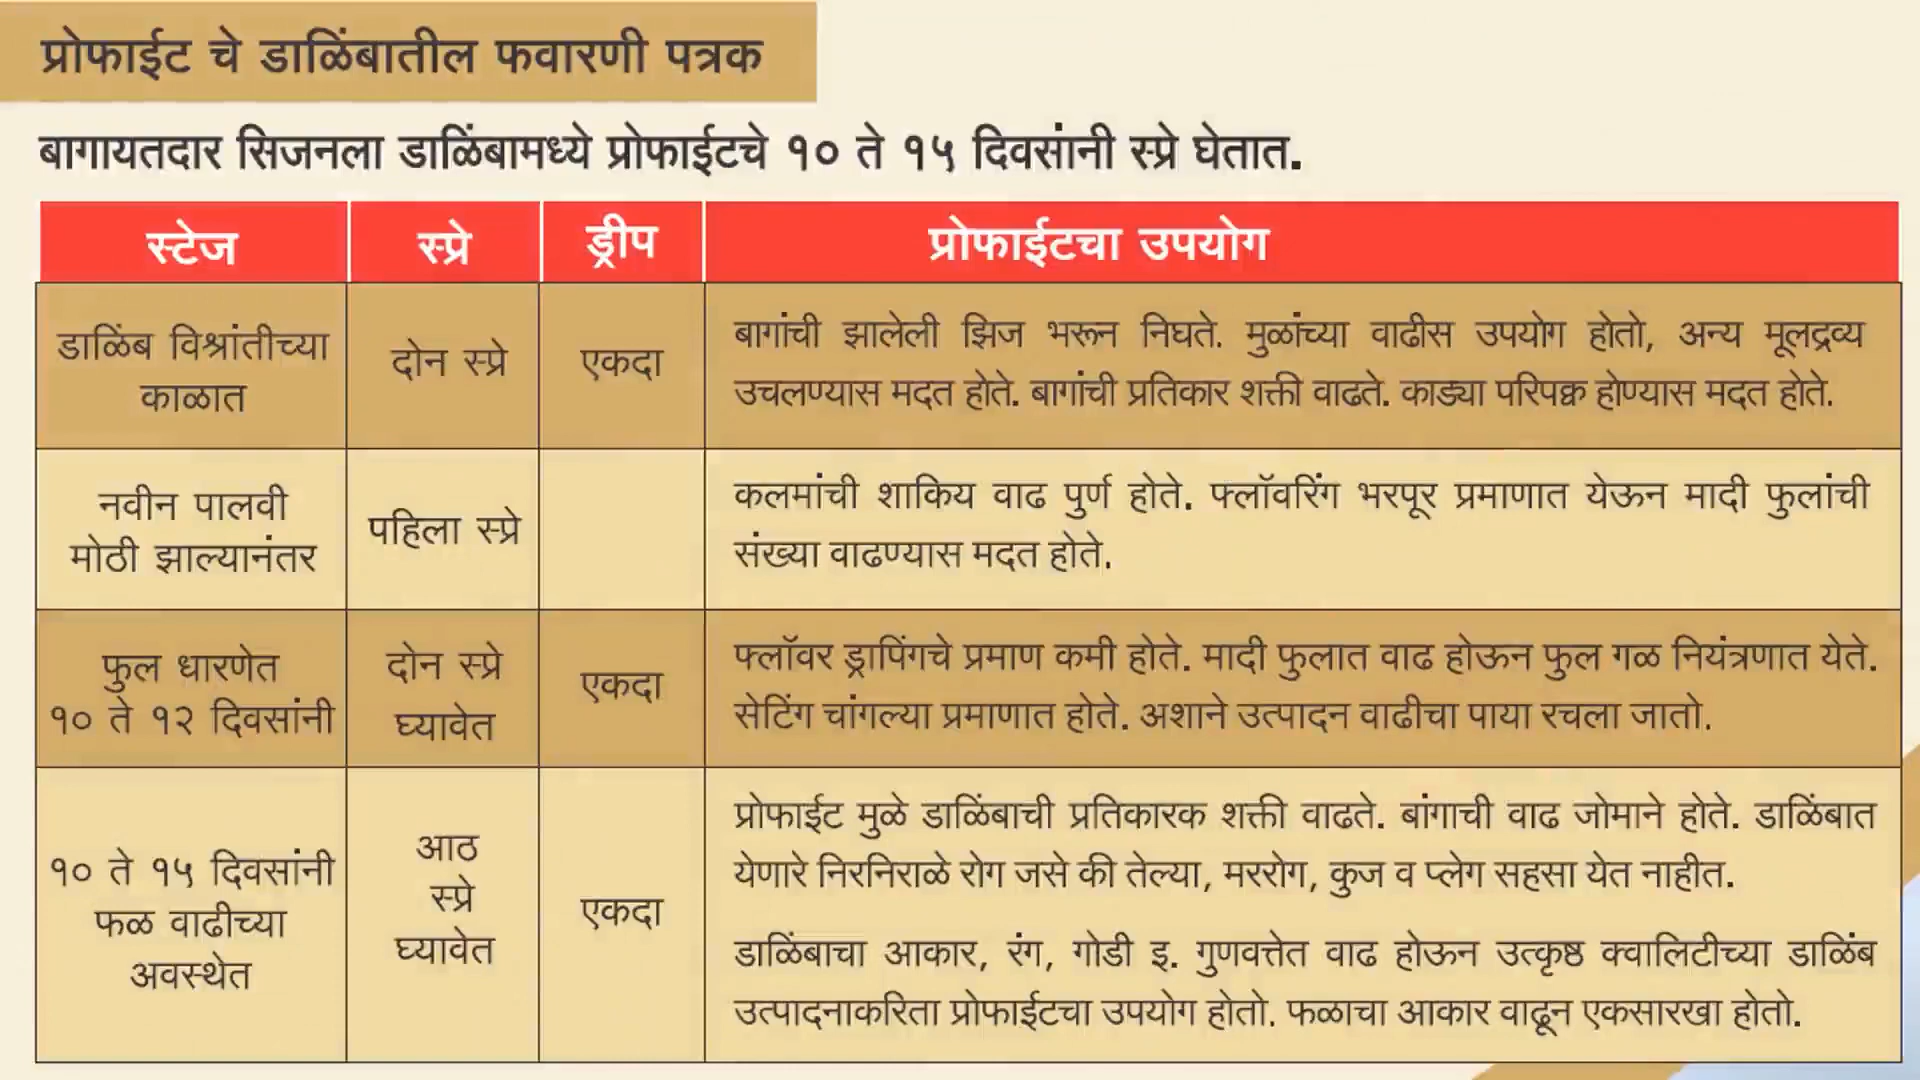 प्रोफाईट चे डाळिंबातील फवारणी पत्रक
बागायतदार सिजनला डाळिंबामध्ये प्रोफाईटचे १० ते १५ दिवसांनी स्प्रे घेतात.
स्टेज
स्प्रे
ड्रीप
प्रोफाईटचा उपयोग
डाळिंब विश्रांतीच्या
काळात
दोन स्प्रे
एकदा
बागांची झालेली झिज भरून निघते. मुळांच्या वाढीस उपयोग होतो, अन्य मूलद्रव्य
उचलण्यास मदत होते. बागांची प्रतिकार शक्ती वाढते. काड्या परिपक्व होण्यास मदत होते.
नवीन पालवी
मोठी झाल्यानंतर
पहिला स्प्रे
कलमांची शाकिय वाढ पुर्ण होते. फ्लॉवरिंग भरपूर प्रमाणात येऊन मादी फुलांची
संख्या वाढण्यास मदत होते.
फुल धारणेत
१० ते १२ दिवसांनी
दोन स्प्रे
घ्यावेत
एकदा
फ्लॉवर ड्रापिंगचे प्रमाण कमी होते. मादी फुलात वाढ होऊन फुल गळ नियंत्रणात येते.
सेटिंग चांगल्या प्रमाणात होते. अशाने उत्पादन वाढीचा पाया रचला जातो.
१० ते १५ दिवसांनी
फळ वाढीच्या
अवस्थेत
आठ
स्प्रे
घ्यावेत
एकदा
प्रोफाईट मुळे डाळिंबाची प्रतिकारक शक्ती वाढते. बांगाची वाढ जोमाने होते. डाळिंबात
येणारे निरनिराळे रोग जसे की तेल्या, मररोग, कुज व प्लेग सहसा येत नाहीत.
डाळिंबाचा आकार, रंग, गोडी इ. गुणवत्तेत वाढ होऊन उत्कृष्ठ क्वालिटीच्या डाळिंब
उत्पादनाकरिता प्रोफाईटचा उपयोग होतो. फळाचा आकार वाढून एकसारखा होतो.